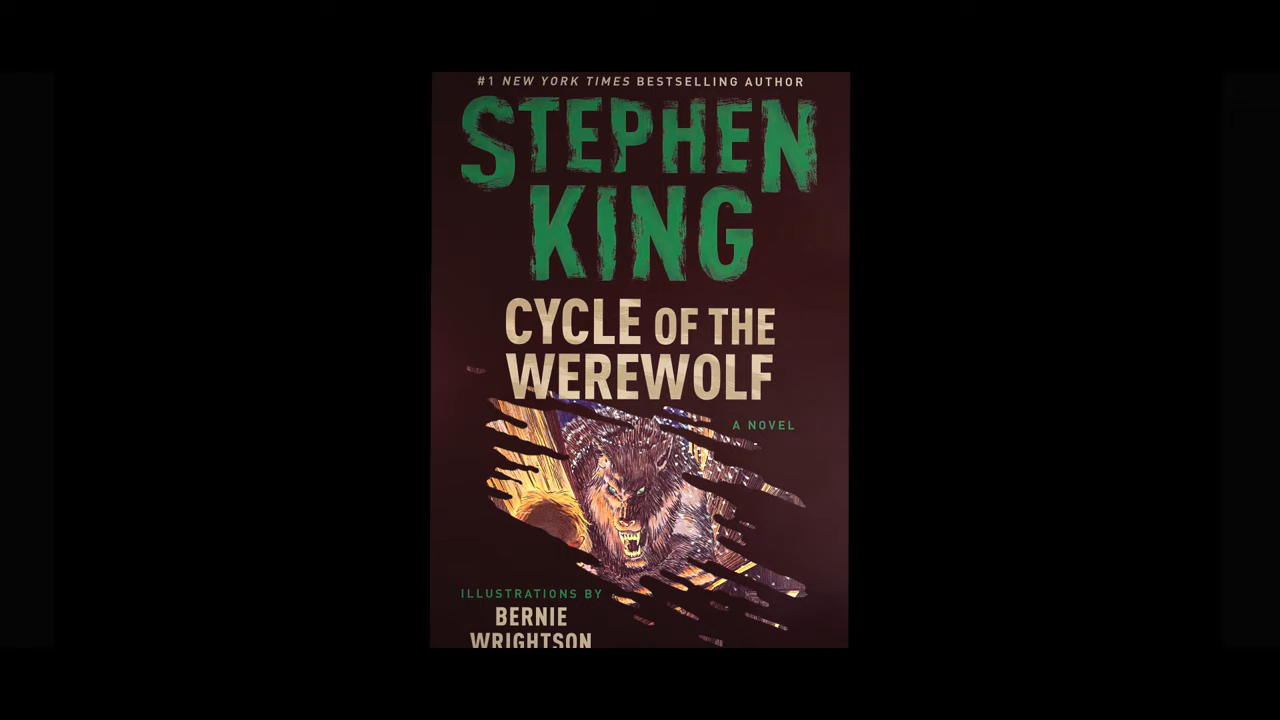 #1 NEW YORK TIMES BESTSELLING AUTHOR
STEPHEN
KING
CYCLE OF THE
WEREWOLF
A NOVEL
ILLUSTRATIONS BY
BERNIE
WRIGHTSON